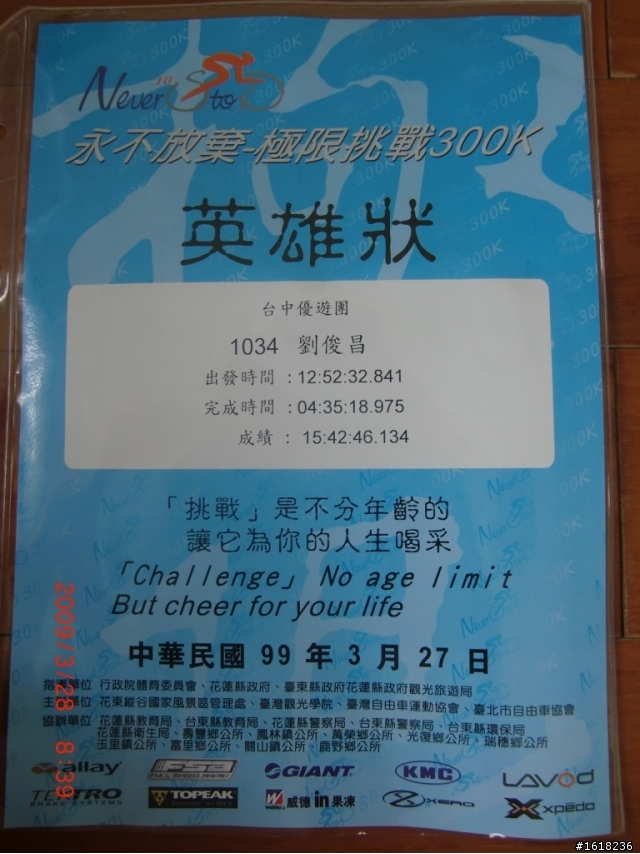 Never to Stop
永不放棄-極限挑戰300K
英雄狀
台中優遊團
1034 劉俊昌
出發時間 :12:52:32.841
完成時間 :04:35:18.975
成績 : 15:42:46.134
「挑戰」是不分年齡的
讓它為你的人生喝采
「Challenge」 No age limit
But cheer for your life
中華民國 99 年 3 月 27 日
指導單位 行政院體育委員會、花蓮縣政府、臺東縣政府花蓮縣政府觀光旅遊局
主辦單位 花東縱谷國家風景區管理處、臺灣觀光學院、臺灣自由車運動協會、臺北市自由車協會
協辦單位 花蓮縣教育局、台東縣教育局、花蓮縣警察局、台東縣警察局、台東縣環保局
花蓮縣衛生局、壽豐鄉公所、鳳林鎮公所、萬榮鄉公所、光復鄉公所、瑞穗鄉公所
玉里鎮公所、富里鄉公所、關山鎮公所、鹿野鄉公所
allay FSA GIANT KMC LAVOD
FULL SPEED AHEAD
TEKTRO TOPEAK 威德in果凍 XERO xpedo
BRAKE SYSTEMS
2009/3/28 8:39
#1618236